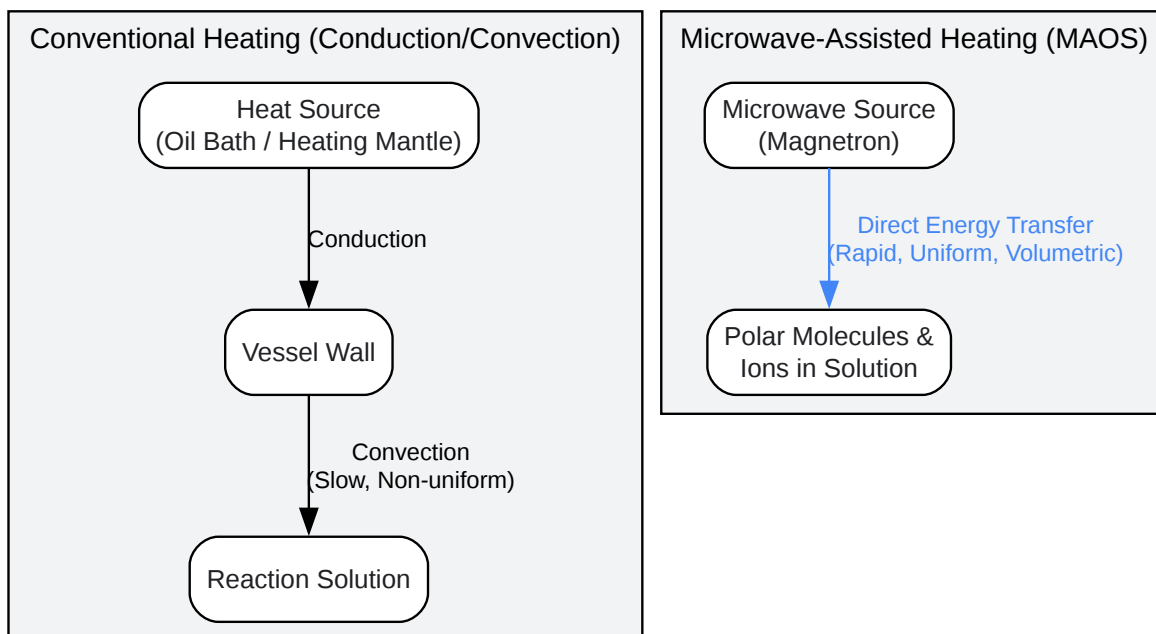 Conventional Heating (Conduction/Convection)
Heat Source
(Oil Bath / Heating Mantle)
Conduction
Vessel Wall
Convection
(Slow, Non-uniform)
Reaction Solution
Microwave-Assisted Heating (MAOS)
Microwave Source
(Magnetron)
Direct Energy Transfer
(Rapid, Uniform, Volumetric)
Polar Molecules &
Ions in Solution